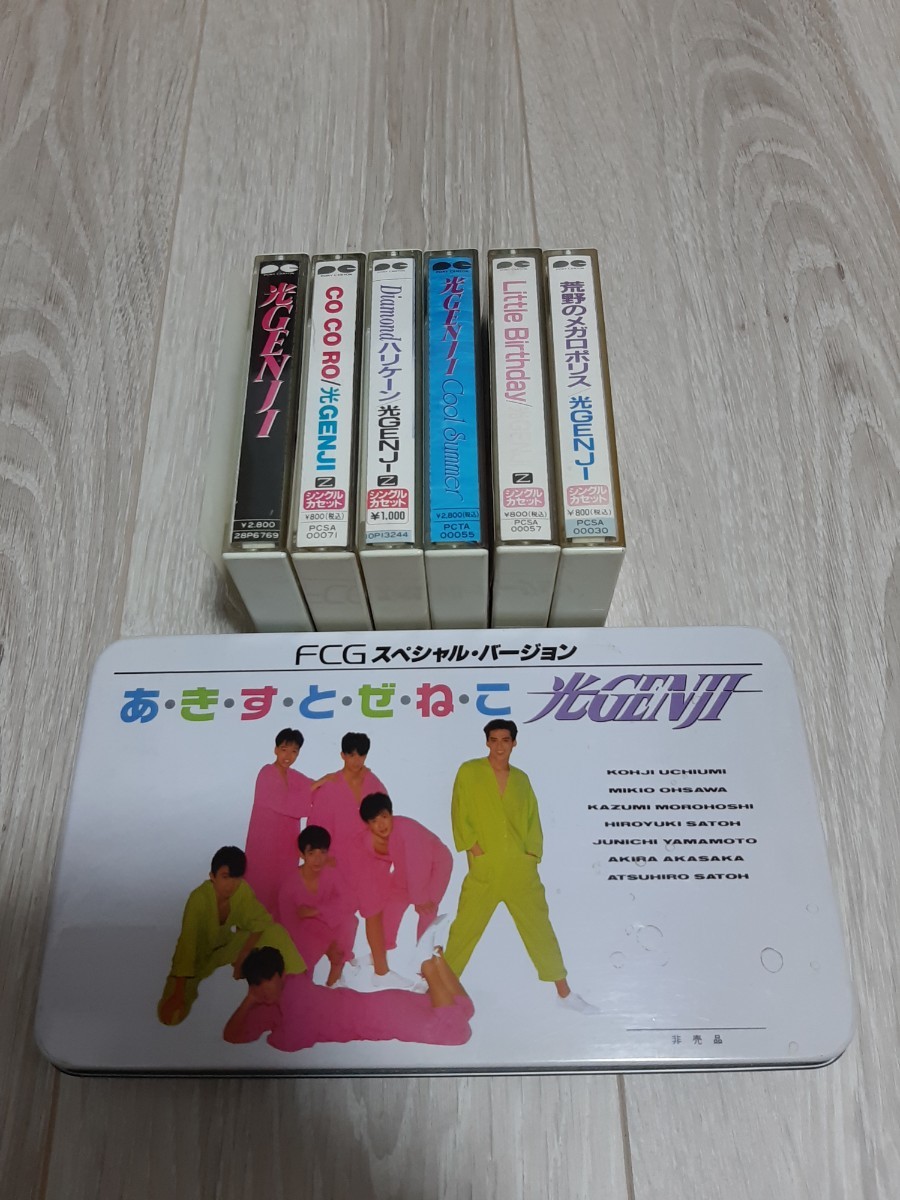 光GENJI
¥2,800
28P6769
CO CO RO/光GENJI
Z
シングル
カセット
¥800(税込)
PCSA
00071
Diamondハリケーン 光GENJI
Z
シングル
カセット
¥1,000
10P13244
光GENJI Cool Summer
¥2,800(税込)
PCTA
00055
Little Birthday/
Z
シングル
カセット
¥800(税込)
PCSA
00057
荒野のメガロポリス/光GENJI
シングル
カセット
¥800(税込)
PCSA
00030
FCG スペシャル・バージョン
あ・き・す・と・ぜ・ね・こ 光GENJI
KOHJI UCHIUMI
MIKIO OHSAWA
KAZUMI MOROHOSHI
HIROYUKI SATOH
JUNICHI YAMAMOTO
AKIRA AKASAKA
ATSUHIRO SATOH
非売品